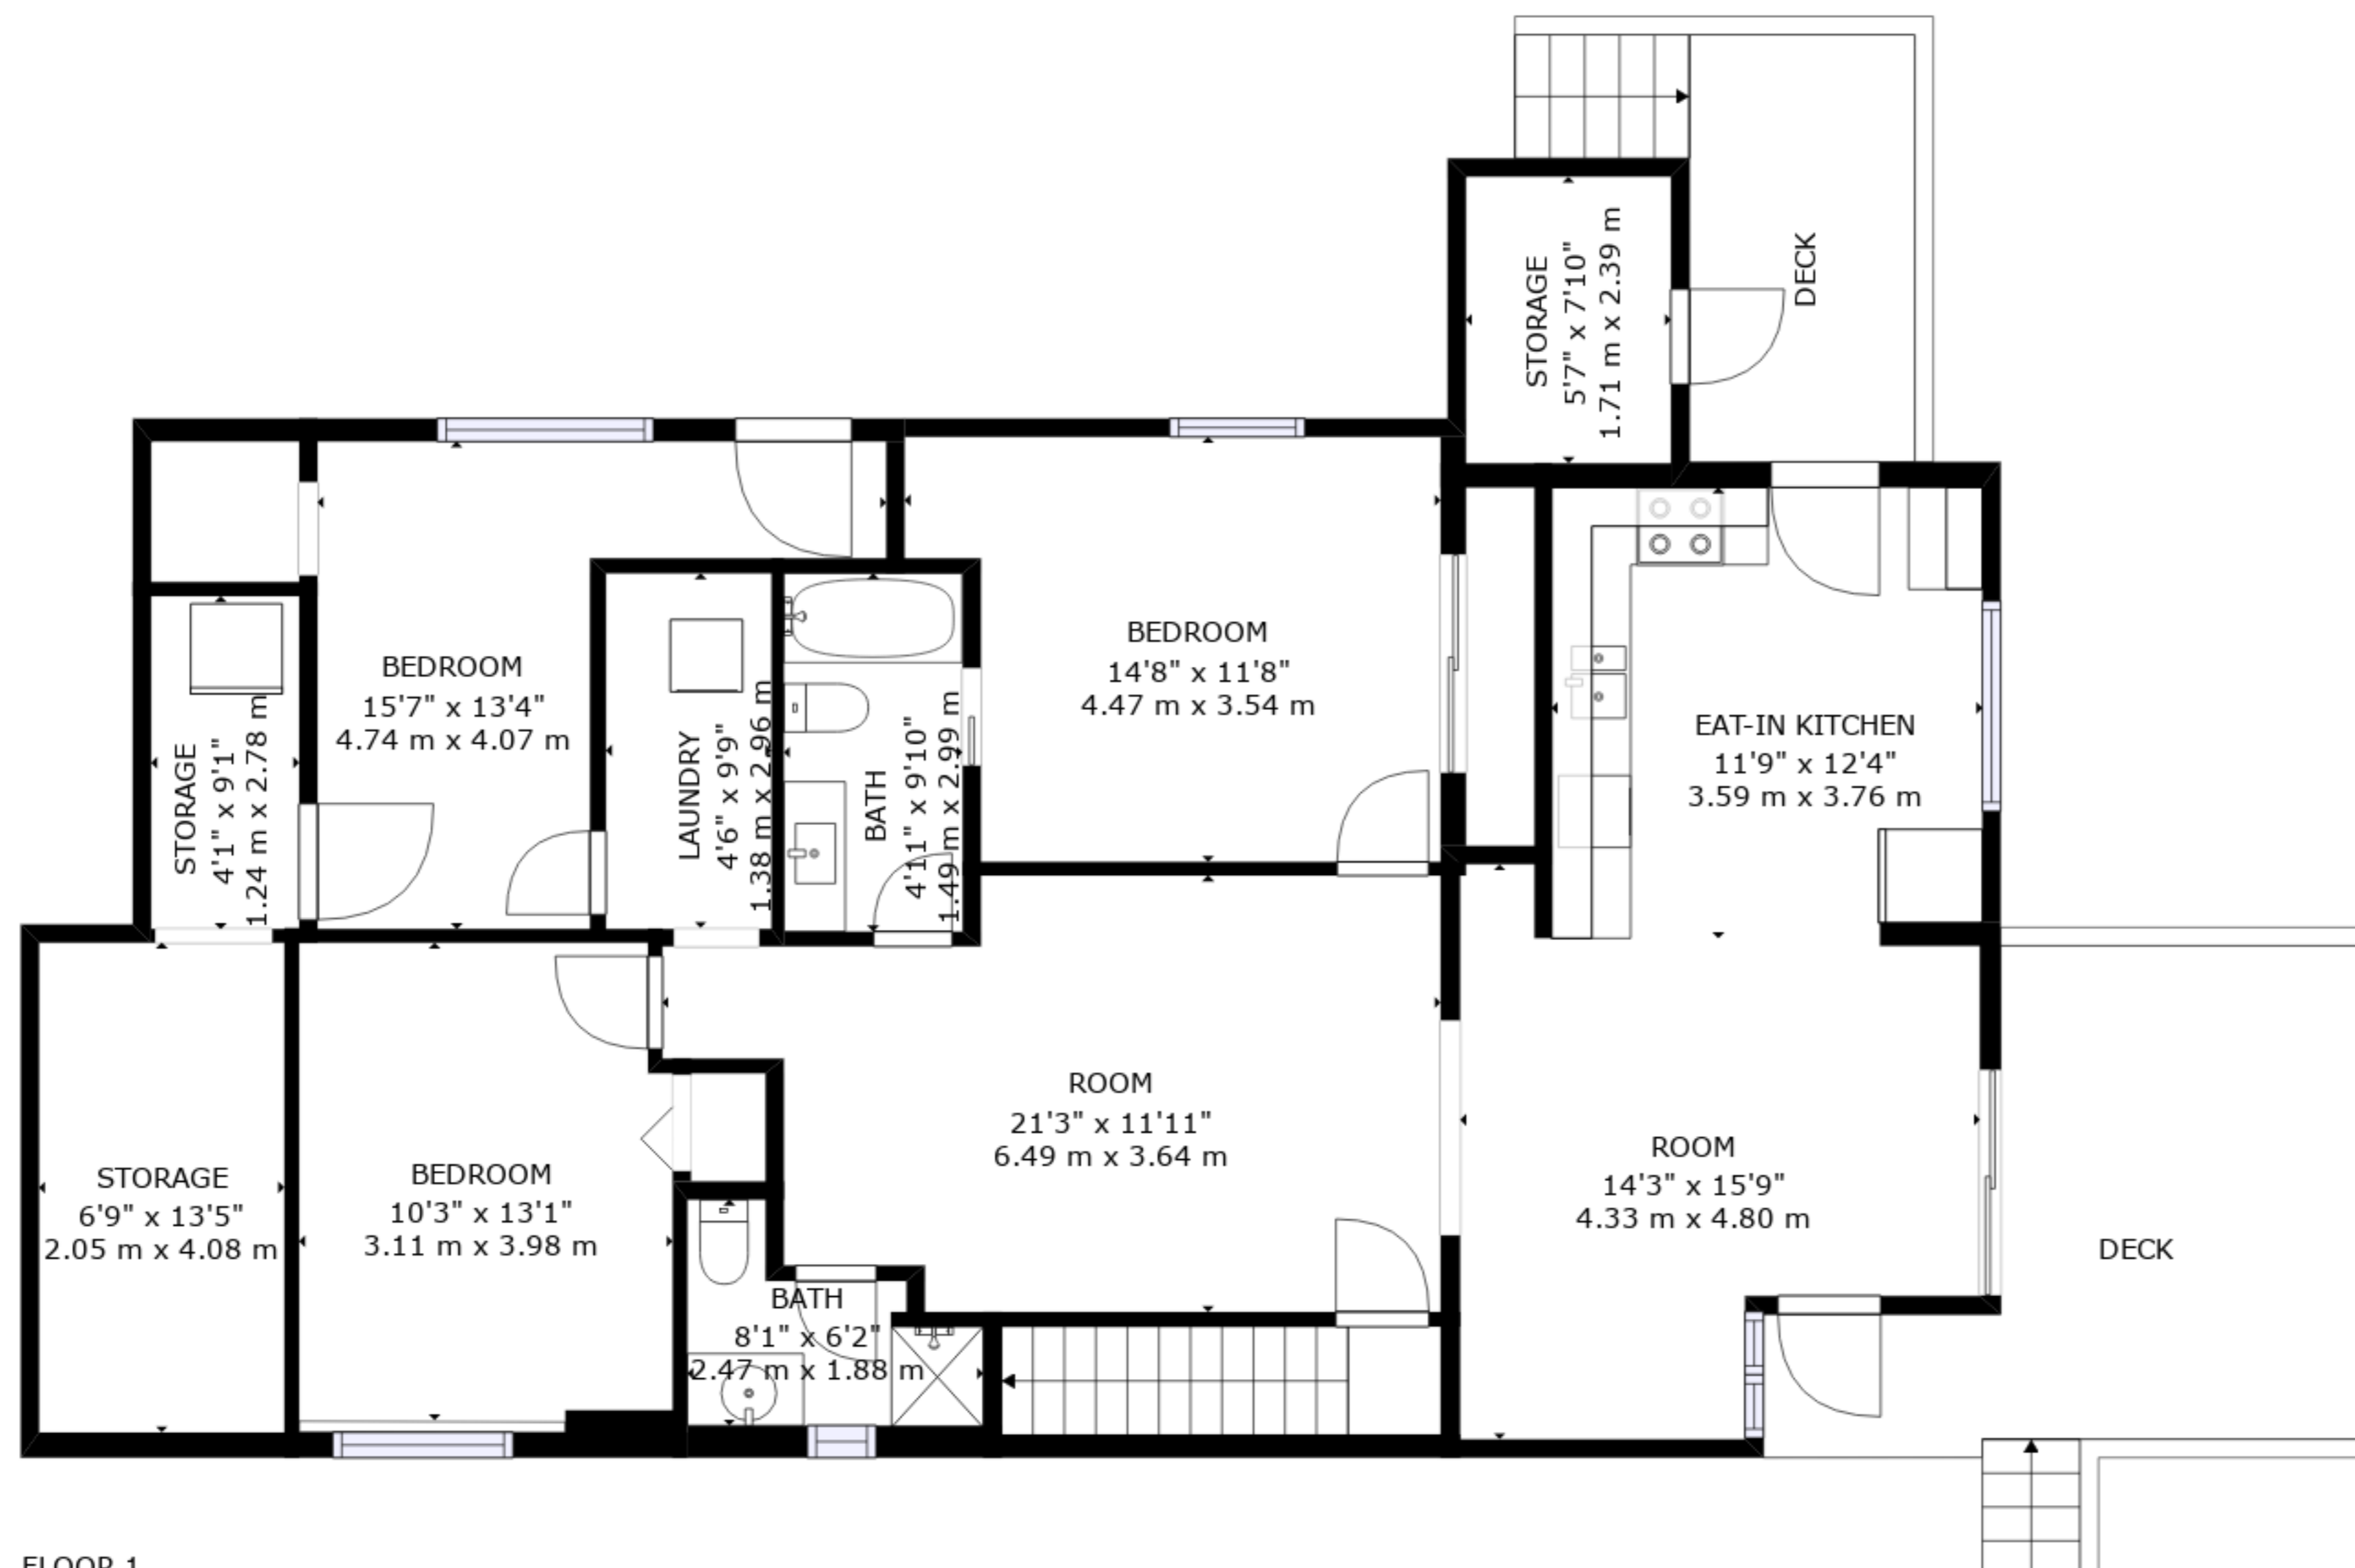 DECK
STORAGE
5'7" x 7'10"
1.71 m x 2.39 m
BEDROOM
15'7" x 13'4"
4.74 m x 4.07 m
BEDROOM
14'8" x 11'8"
4.47 m x 3.54 m
EAT-IN KITCHEN
11'9" x 12'4"
3.59 m x 3.76 m
STORAGE
4'1" x 9'1"
1.24 m x 2.78 m
LAUNDRY
4'6" x 9'9"
1.38 m x 2.96 m
BATH
4'11" x 9'10"
1.49 m x 2.99 m
ROOM
21'3" x 11'11"
6.49 m x 3.64 m
ROOM
14'3" x 15'9"
4.33 m x 4.80 m
STORAGE
6'9" x 13'5"
2.05 m x 4.08 m
BEDROOM
10'3" x 13'1"
3.11 m x 3.98 m
DECK
BATH
8'1" x 6'2"
2.47 m x 1.88 m
FLOOR 1